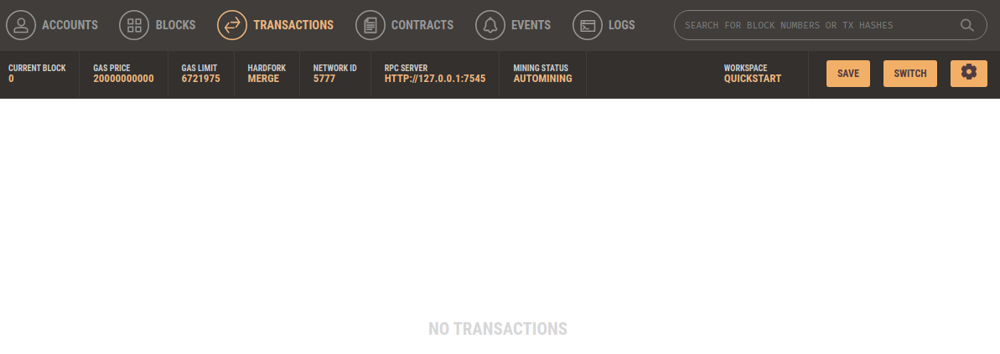 ACCOUNTS BLOCKS TRANSACTIONS CONTRACTS EVENTS LOGS SEARCH FOR BLOCK NUMBERS OR TX HASHES
CURRENT BLOCK GAS PRICE GAS LIMIT HARDFORK NETWORK ID RPC SERVER MINING STATUS WORKSPACE
0 20000000000 6721975 MERGE 5777 HTTP://127.0.0.1:7545 AUTOMINING QUICKSTART SAVE SWITCH
NO TRANSACTIONS